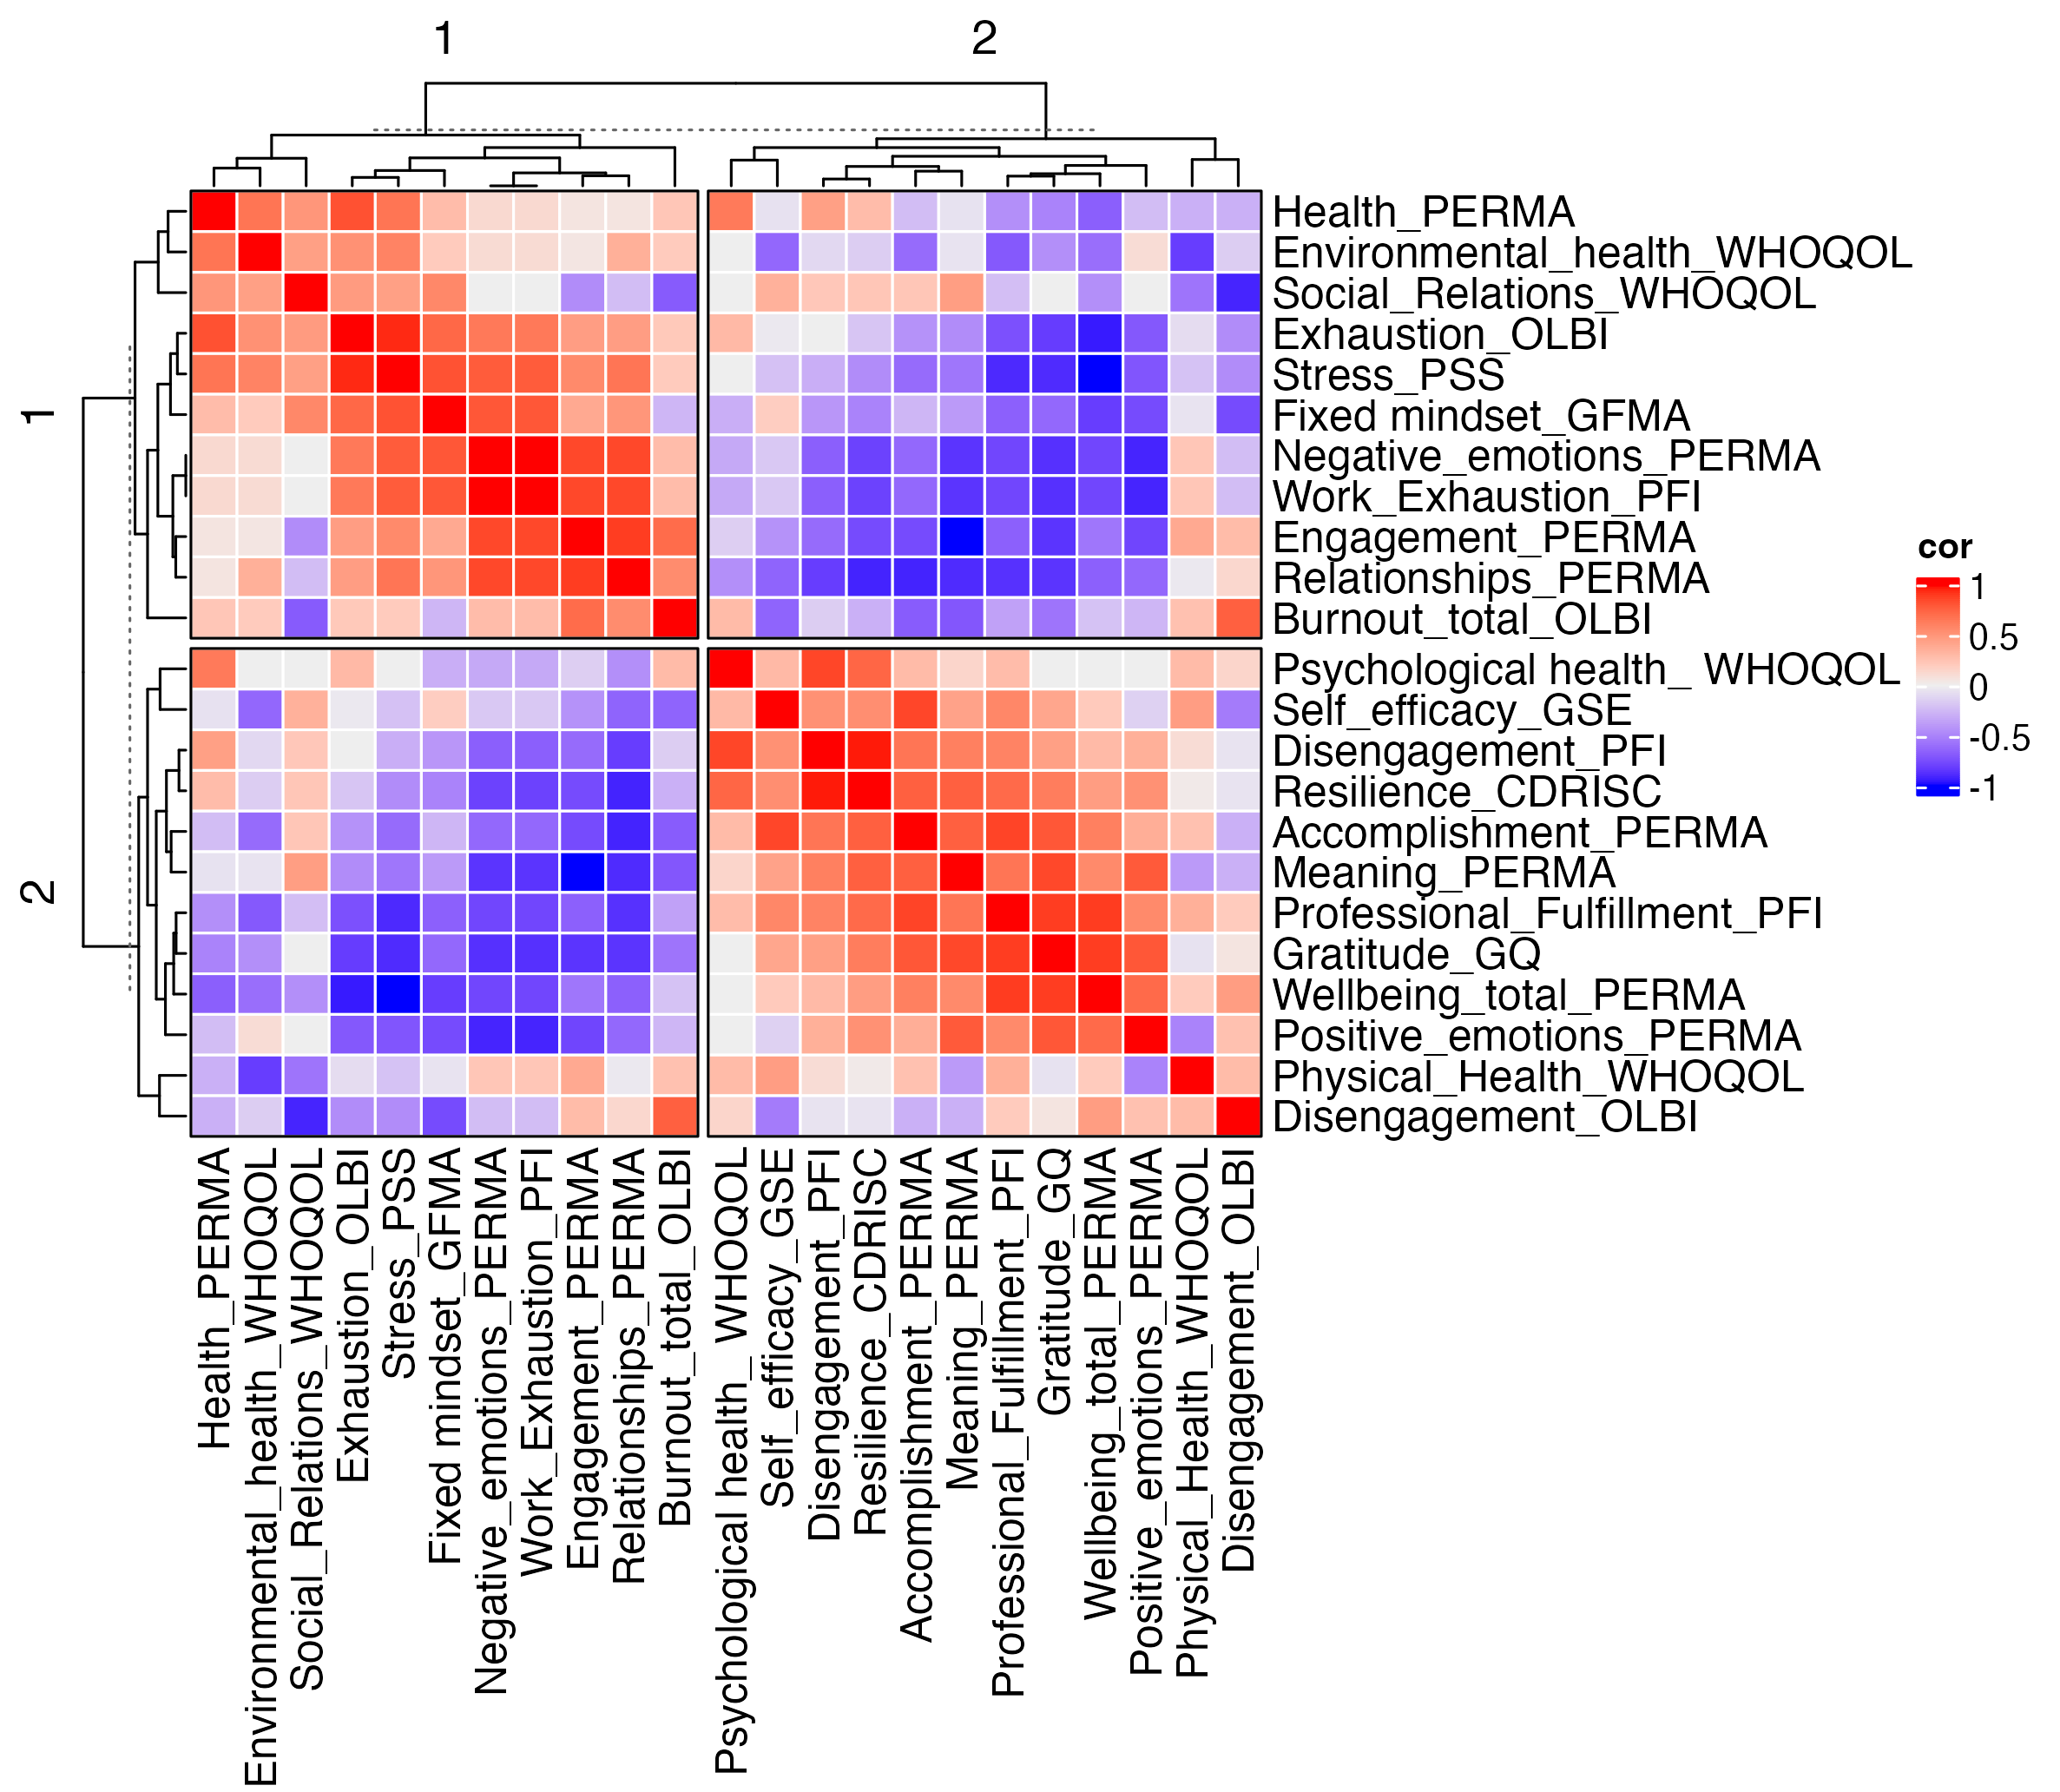 1
2
1
2
Health_PERMA
Environmental_health_WHOQOL
Social_Relations_WHOQOL
Exhaustion_OLBI
Stress_PSS
Fixed mindset_GFMA
Negative_emotions_PERMA
Work_Exhaustion_PFI
Engagement_PERMA
Relationships_PERMA
Burnout_total_OLBI
Psychological health_ WHOQOL
Self_efficacy_GSE
Disengagement_PFI
Resilience_CDRISC
Accomplishment_PERMA
Meaning_PERMA
Professional_Fulfillment_PFI
Gratitude_GQ
Wellbeing_total_PERMA
Positive_emotions_PERMA
Physical_Health_WHOQOL
Disengagement_OLBI
cor
1
0.5
0
-0.5
-1
Health_PERMA
Environmental_health_WHOQOL
Social_Relations_WHOQOL
Exhaustion_OLBI
Stress_PSS
Fixed mindset_GFMA
Negative_emotions_PERMA
Work_Exhaustion_PFI
Engagement_PERMA
Relationships_PERMA
Burnout_total_OLBI
Psychological health_ WHOQOL
Self_efficacy_GSE
Disengagement_PFI
Resilience_CDRISC
Accomplishment_PERMA
Meaning_PERMA
Professional_Fulfillment_PFI
Gratitude_GQ
Wellbeing_total_PERMA
Positive_emotions_PERMA
Physical_Health_WHOQOL
Disengagement_OLBI